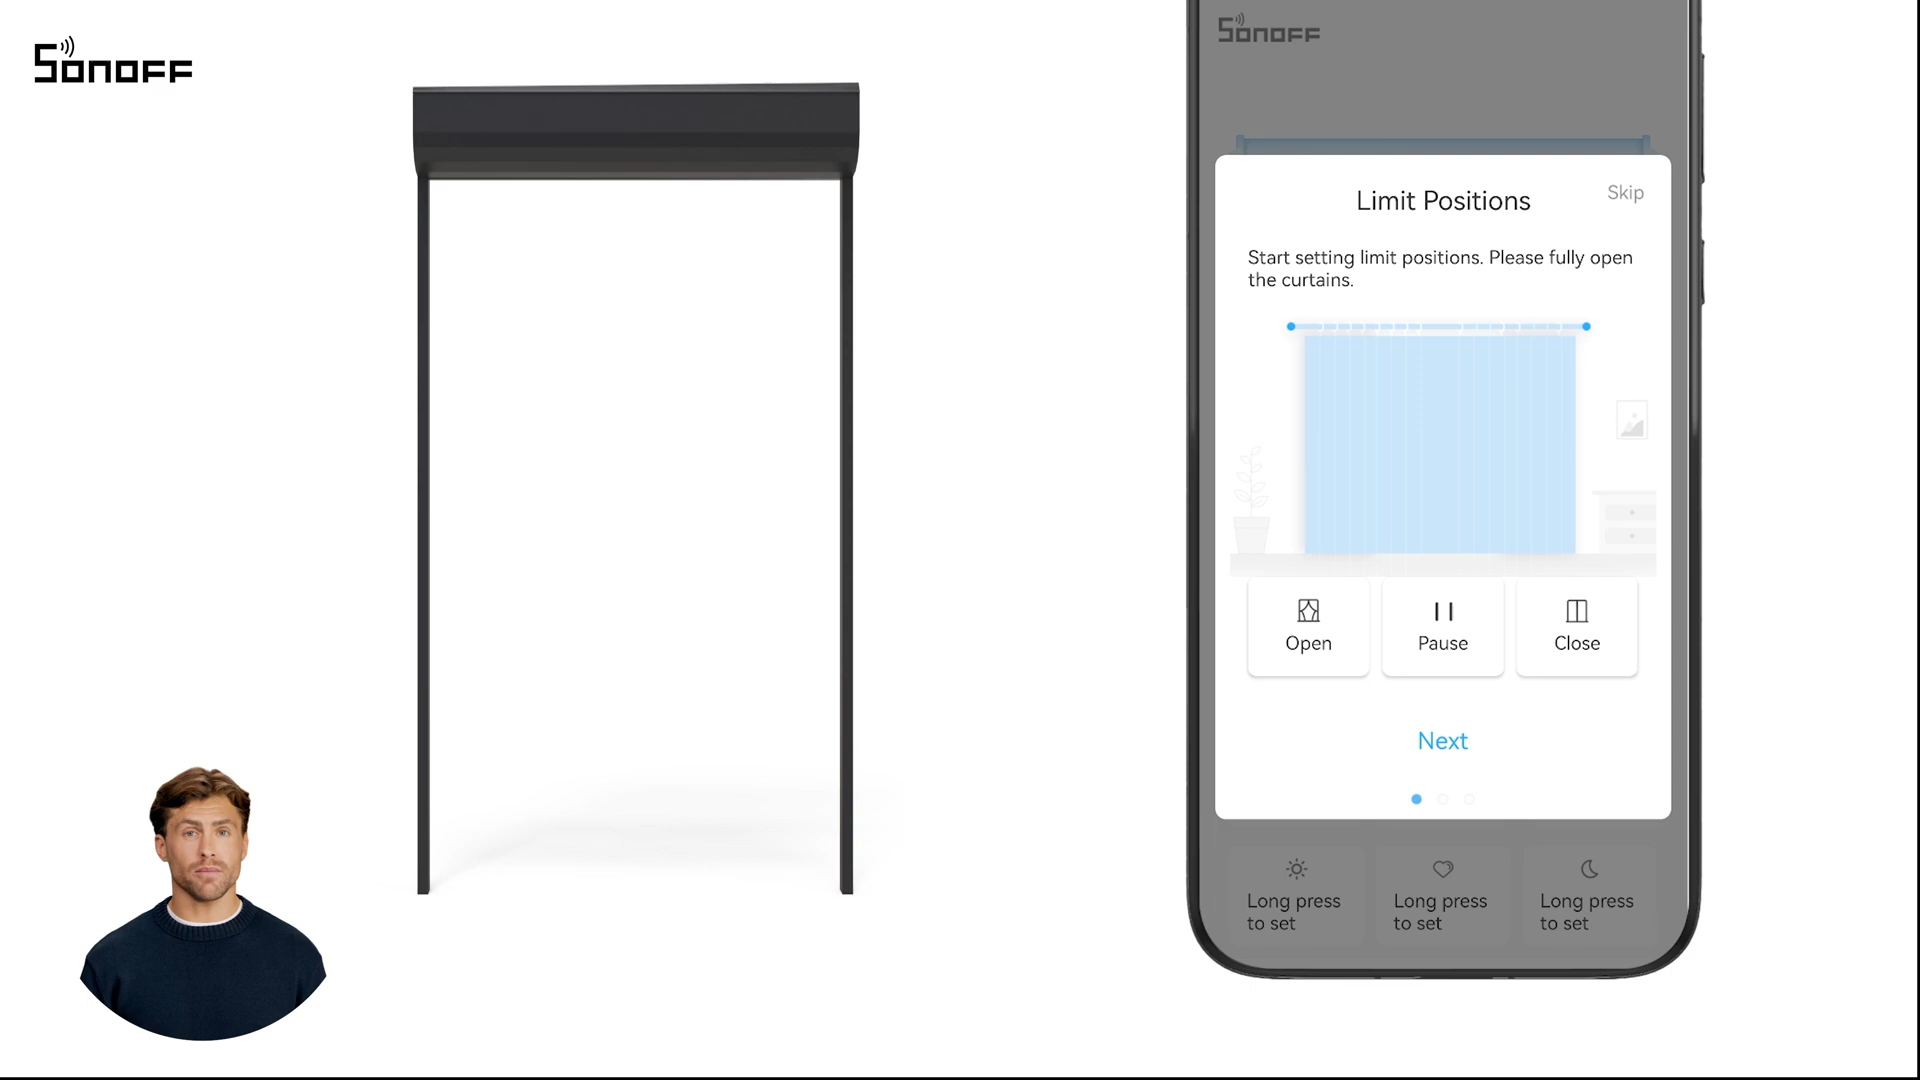 SONOFF
SONOFF
Limit Positions
Skip
Start setting limit positions. Please fully open
the curtains.
Open
Pause
Close
Next
Long press
to set
Long press
to set
Long press
to set